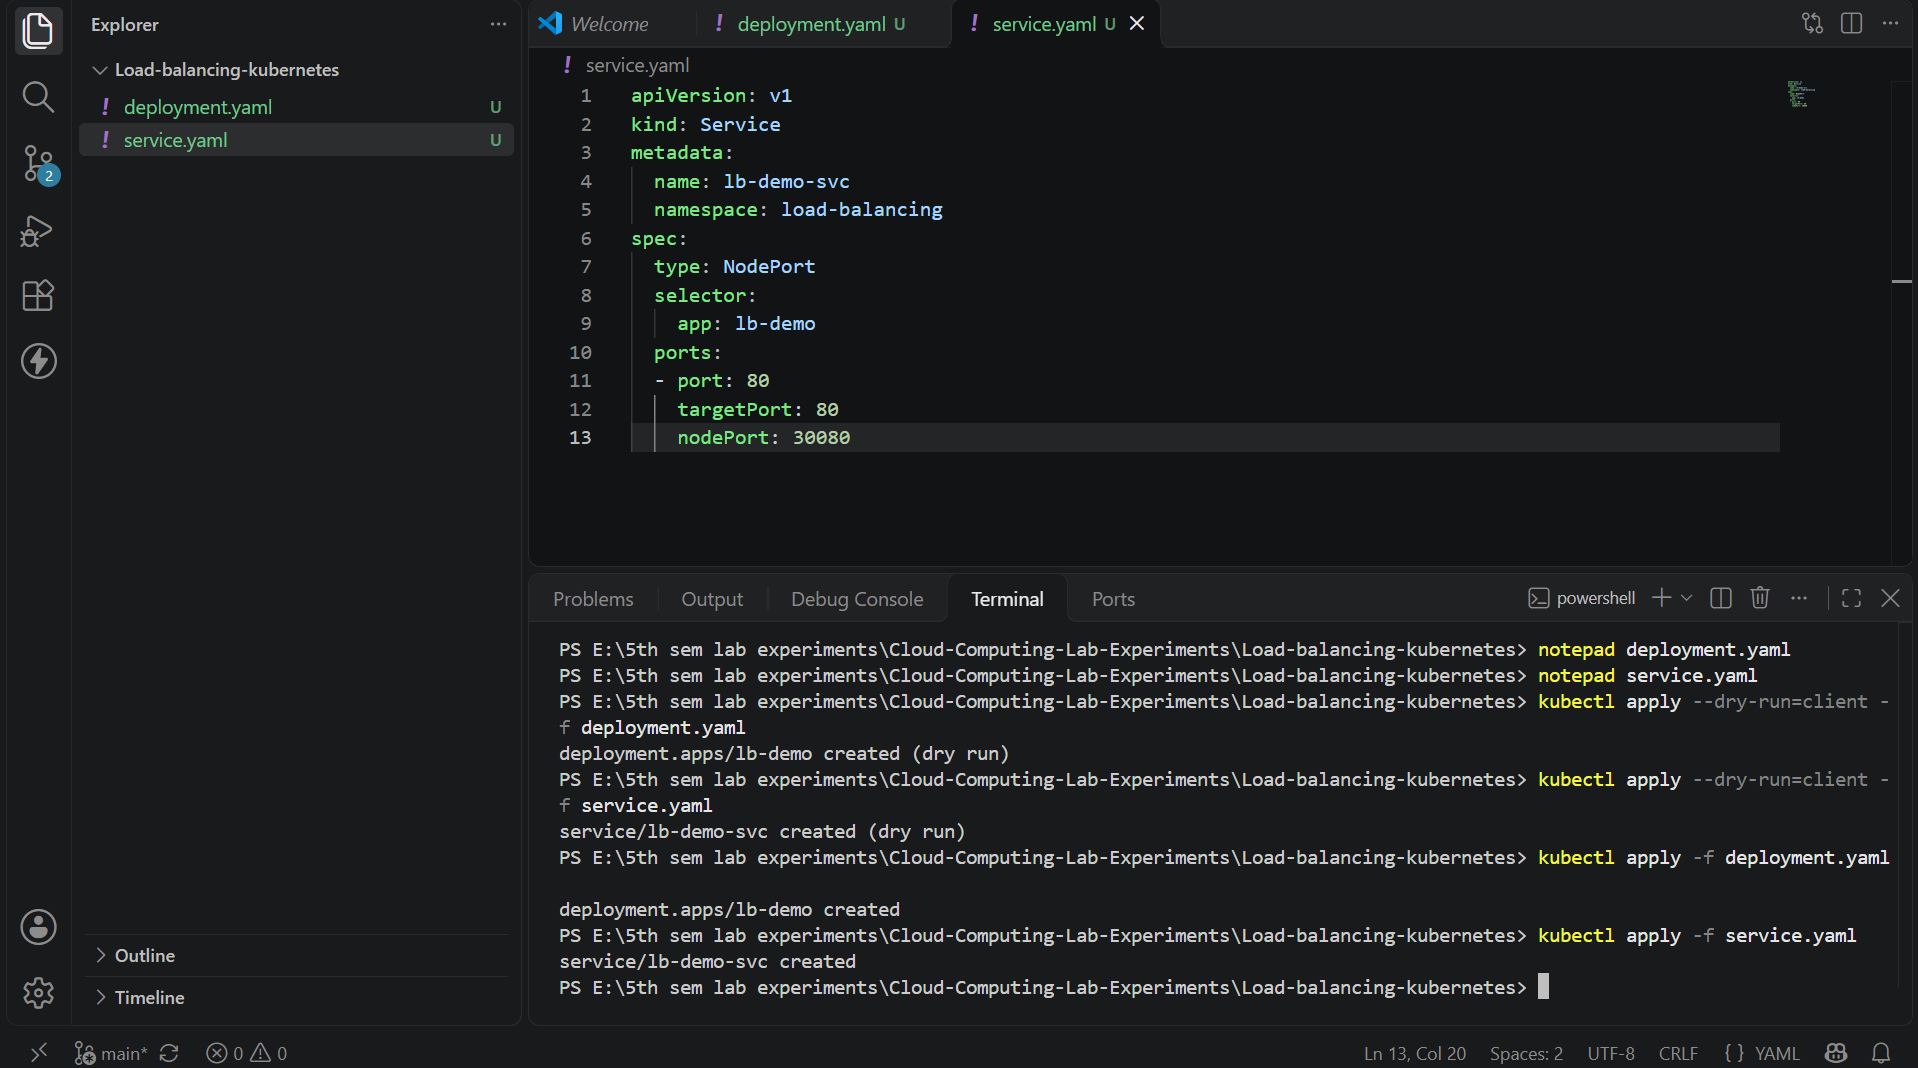 Explorer
Load-balancing-kubernetes
! deployment.yaml U
! service.yaml U
2
Outline
Timeline
Welcome
! deployment.yaml U
! service.yaml U
! service.yaml
1 apiVersion: v1
2 kind: Service
3 metadata:
4 name: lb-demo-svc
5 namespace: load-balancing
6 spec:
7 type: NodePort
8 selector:
9 app: lb-demo
10 ports:
11 - port: 80
12 targetPort: 80
13 nodePort: 30080
Problems Output Debug Console Terminal Ports
powershell
PS E:\5th sem lab experiments\Cloud-Computing-Lab-Experiments\Load-balancing-kubernetes> notepad deployment.yaml
PS E:\5th sem lab experiments\Cloud-Computing-Lab-Experiments\Load-balancing-kubernetes> notepad service.yaml
PS E:\5th sem lab experiments\Cloud-Computing-Lab-Experiments\Load-balancing-kubernetes> kubectl apply --dry-run=client -
f deployment.yaml
deployment.apps/lb-demo created (dry run)
PS E:\5th sem lab experiments\Cloud-Computing-Lab-Experiments\Load-balancing-kubernetes> kubectl apply --dry-run=client -
f service.yaml
service/lb-demo-svc created (dry run)
PS E:\5th sem lab experiments\Cloud-Computing-Lab-Experiments\Load-balancing-kubernetes> kubectl apply -f deployment.yaml
deployment.apps/lb-demo created
PS E:\5th sem lab experiments\Cloud-Computing-Lab-Experiments\Load-balancing-kubernetes> kubectl apply -f service.yaml
service/lb-demo-svc created
PS E:\5th sem lab experiments\Cloud-Computing-Lab-Experiments\Load-balancing-kubernetes>
main* 0 0
Ln 13, Col 20 Spaces: 2 UTF-8 CRLF { } YAML